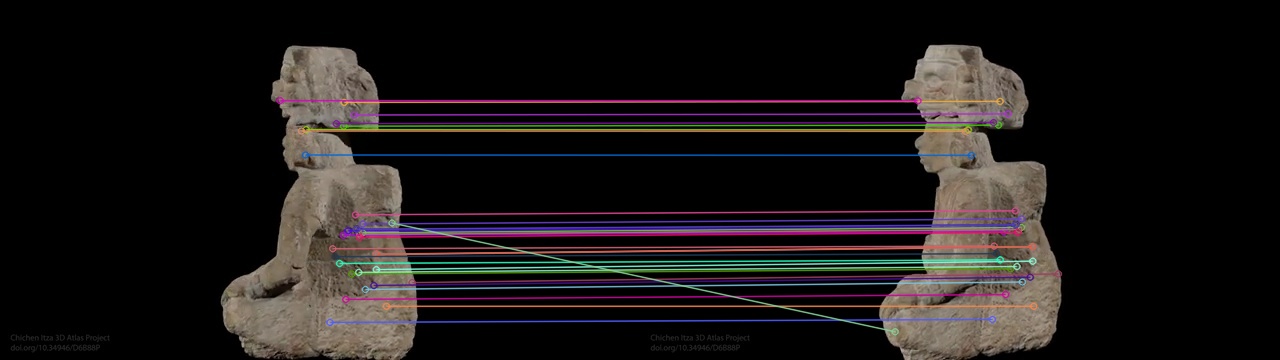 Chichen Itza 3D Atlas Project
doi.org/10.34946/D6B88P
Chichen Itza 3D Atlas Project
doi.org/10.34946/D6B88P